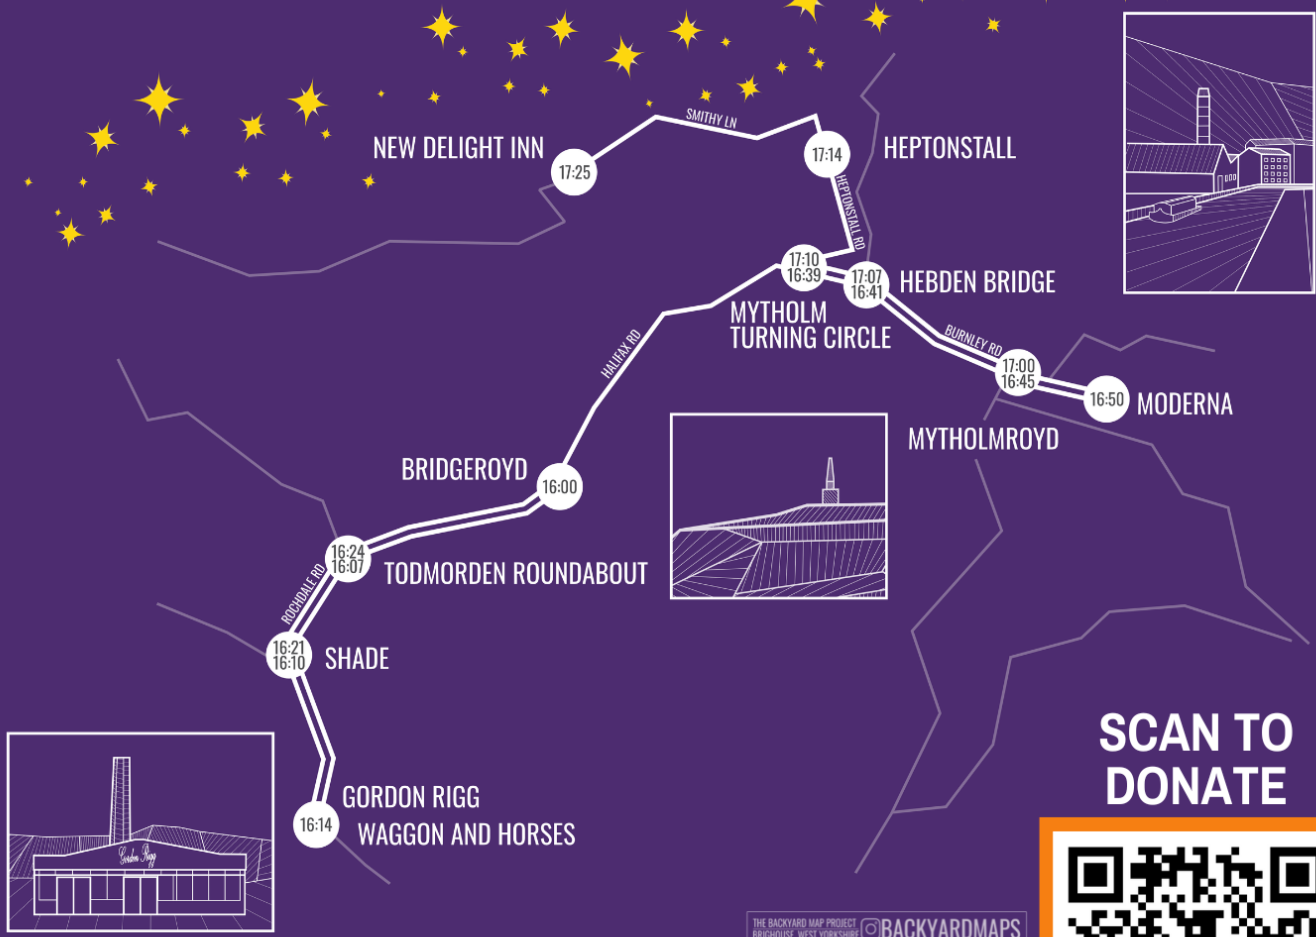 SMITHY LN
NEW DELIGHT INN
17:25
17:14
HEPTONSTALL
HEPTONSTALL RD
17:10
16:39
17:07
16:41
HEBDEN BRIDGE
MYTHOLM
TURNING CIRCLE
BURNLEY RD
HALIFAX RD
17:00
16:45
16:50
MODERNA
MYTHOLMROYD
BRIDGEROYD
16:00
16:24
16:07
TODMORDEN ROUNDABOUT
ROCHDALE RD
16:21
16:10
SHADE
GORDON RIGG
16:14
WAGGON AND HORSES
Gordon Rigg
SCAN TO
DONATE
THE BACKYARD MAP PROJECT
BRIGHOUSE, WEST YORKSHIRE
BACKYARDMAPS